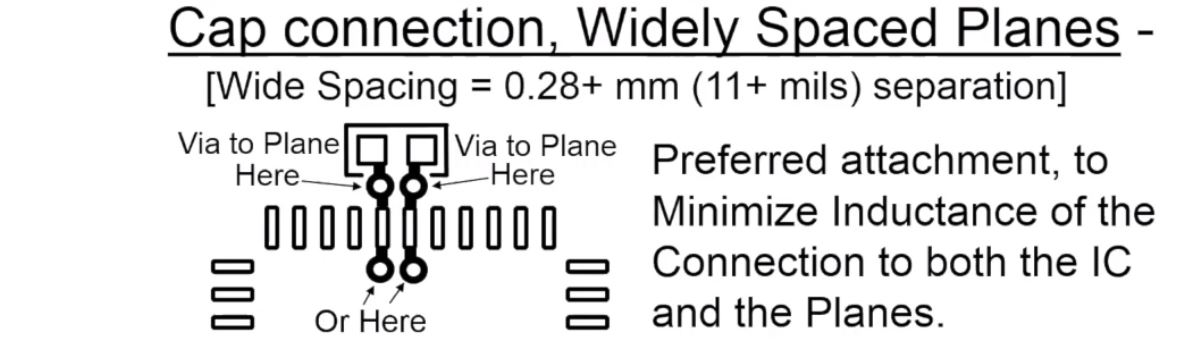 Cap connection, Widely Spaced Planes -
[Wide Spacing = 0.28+ mm (11+ mils) separation]
Via to Plane
Here
Via to Plane
Here
Or Here
Preferred attachment, to
Minimize Inductance of the
Connection to both the IC
and the Planes.